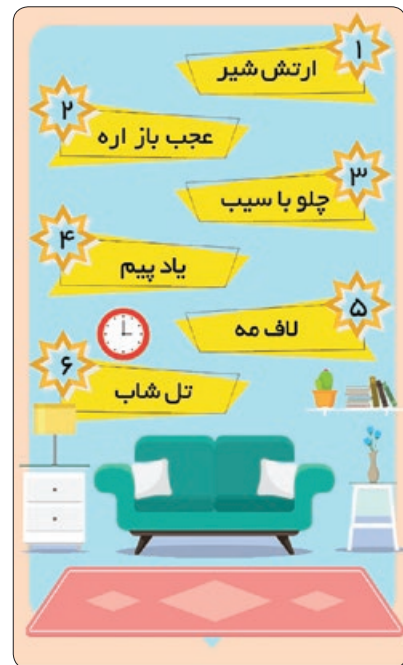 ۱
ارتش شیر
۲
عجب باز اره
۳
چلو با سیب
۴
یاد پیم
۵
لاف مه
۶
تل شاب